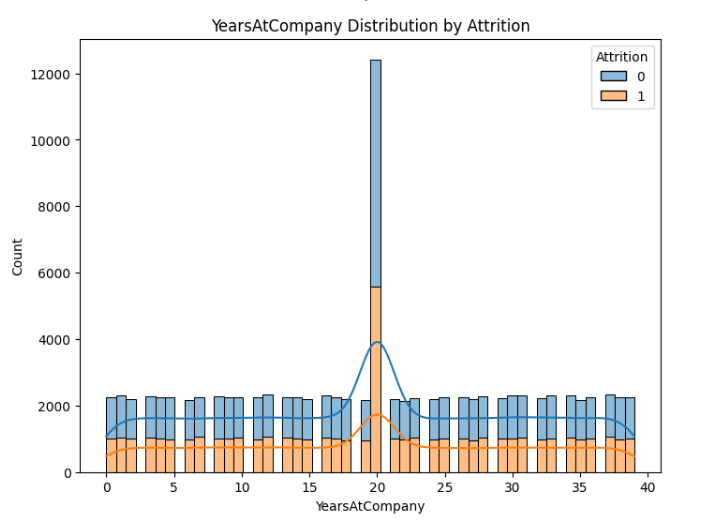 YearsAtCompany Distribution by Attrition
Attrition
0
1
12000
10000
8000
6000
4000
2000
0
Count
0 5 10 15 20 25 30 35 40
YearsAtCompany